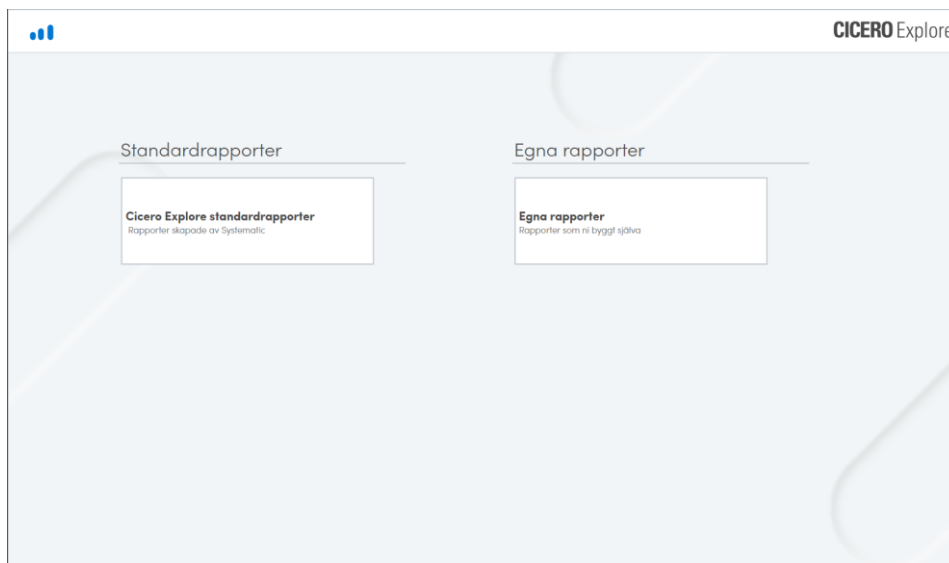 CICERO Explore
Standardrapporter
Cicero Explore standardrapporter
Rapporter skapade av Systematic
Egna rapporter
Egna rapporter
Rapporter som ni byggt själva